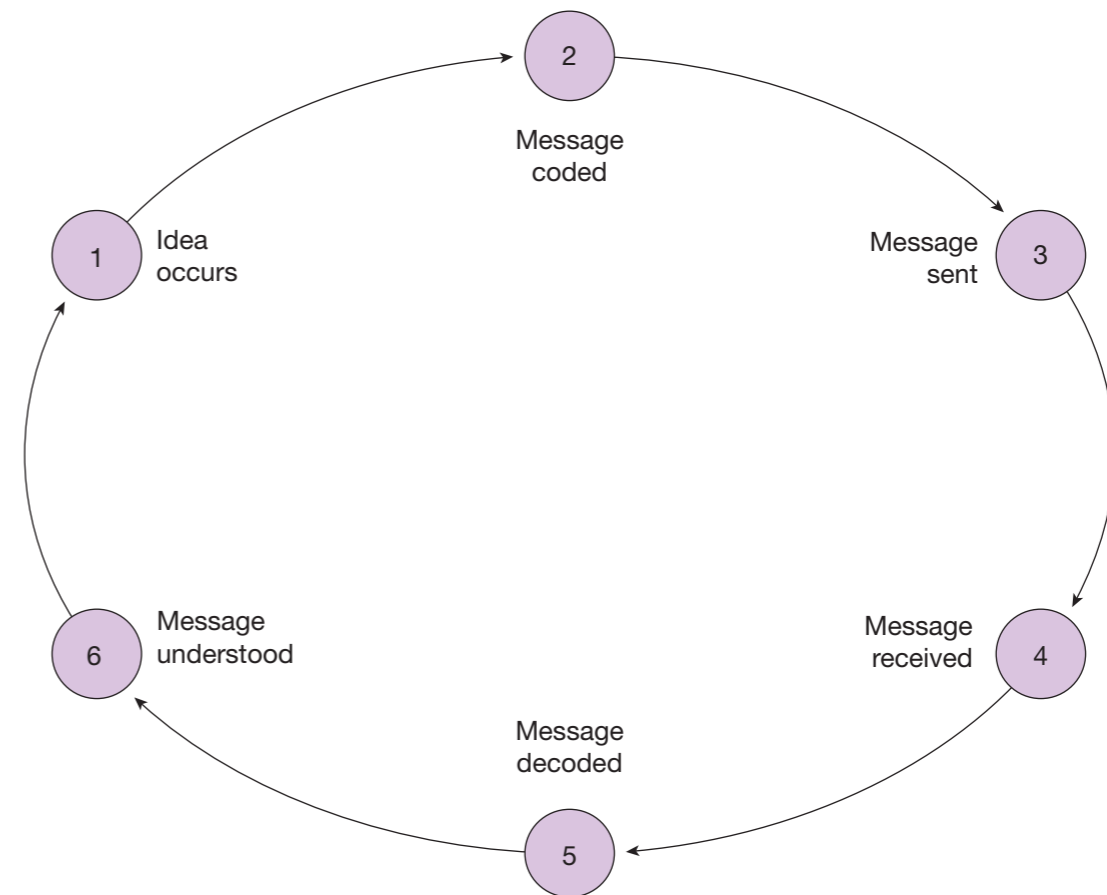 1
Idea
occurs
2
Message
coded
3
Message
sent
4
Message
received
5
Message
decoded
6
Message
understood